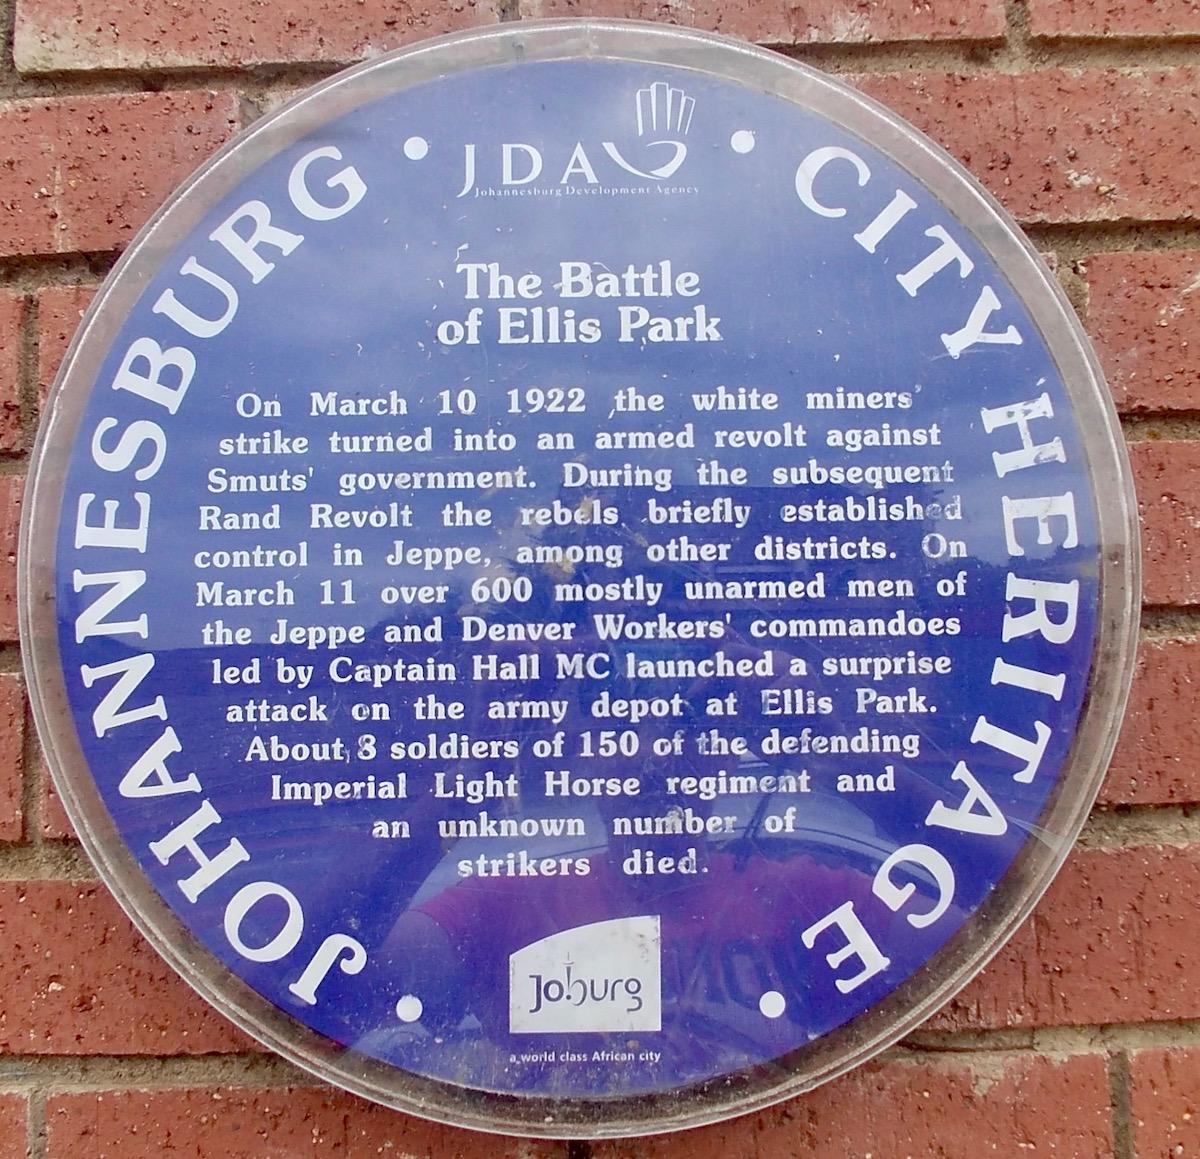 JDA
Johannesburg Development Agency
JOHANNESBURG
CITY HERITAGE
The Battle
of Ellis Park
On March 10 1922 the white miners'
strike turned into an armed revolt against
Smuts' government. During the subsequent
Rand Revolt the rebels briefly established
control in Jeppe, among other districts. On
March 11 over 600 mostly unarmed men of
the Jeppe and Denver Workers' commandoes
led by Captain Hall MC launched a surprise
attack on the army depot at Ellis Park.
About 8 soldiers of 150 of the defending
Imperial Light Horse regiment and
an unknown number of
strikers died.
Joburg
a world class African city